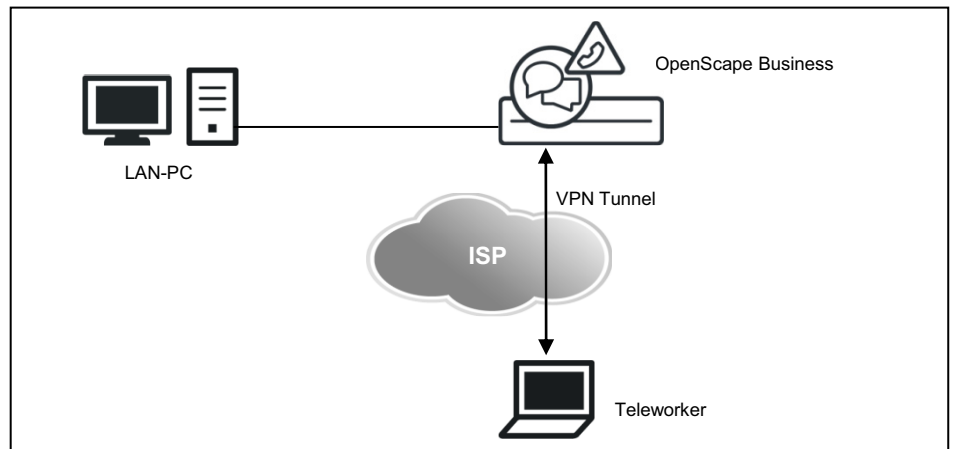 OpenScape Business
LAN-PC
VPN Tunnel
ISP
Teleworker